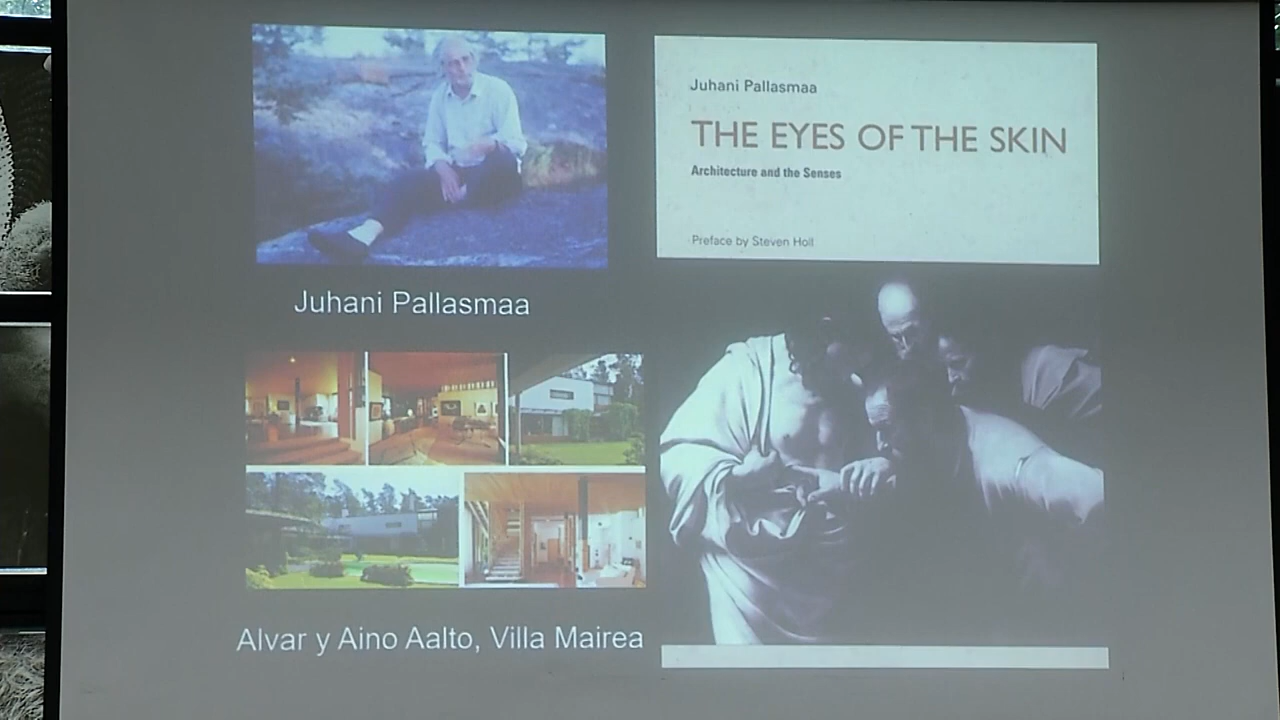 Juhani Pallasmaa
THE EYES OF THE SKIN
Architecture and the Senses
Preface by Steven Holl
Juhani Pallasmaa
Alvar y Aino Aalto, Villa Mairea